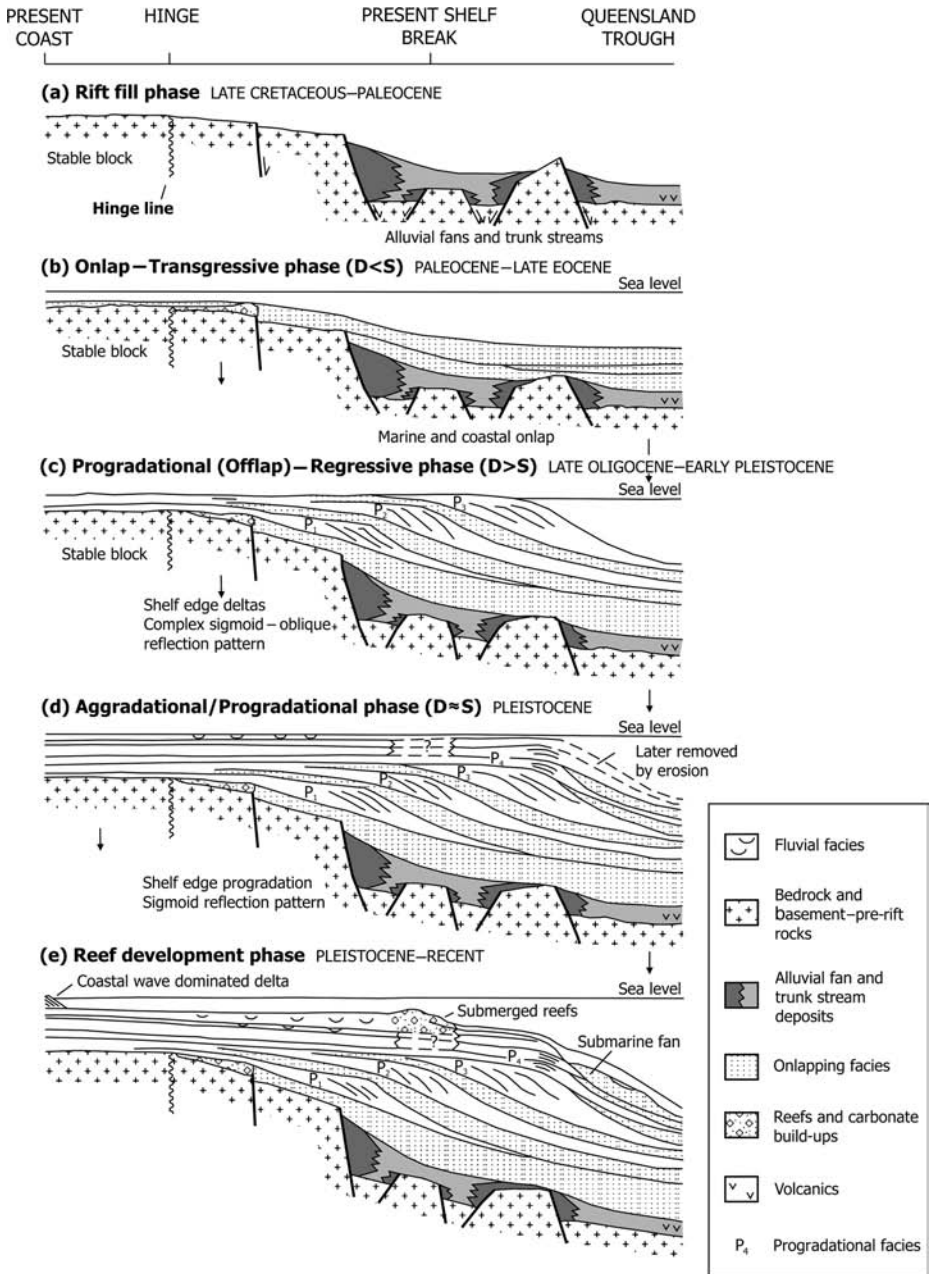 PRESENT COAST
HINGE
PRESENT SHELF BREAK
QUEENSLAND TROUGH
(a) Rift fill phase LATE CRETACEOUS–PALEOCENE
Stable block
Hinge line
Alluvial fans and trunk streams
(b) Onlap–Transgressive phase (D<S) PALEOCENE–LATE EOCENE
Sea level
Stable block
Marine and coastal onlap
(c) Progradational (Offlap)–Regressive phase (D>S) LATE OLIGOCENE–EARLY PLEISTOCENE
Sea level
P1
P2
P3
Stable block
Shelf edge deltas
Complex sigmoid–oblique
reflection pattern
(d) Aggradational/Progradational phase (D≈S) PLEISTOCENE
Sea level
?
P4
Later removed
by erosion
P1
P2
P3
Shelf edge progradation
Sigmoid reflection pattern
(e) Reef development phase PLEISTOCENE–RECENT
Coastal wave dominated delta
Sea level
Submerged reefs
?
Submarine fan
P4
P1
P2
P3
Fluvial facies
Bedrock and
basement–pre-rift
rocks
Alluvial fan and
trunk stream
deposits
Onlapping facies
Reefs and carbonate
build-ups
Volcanics
P4 Progradational facies